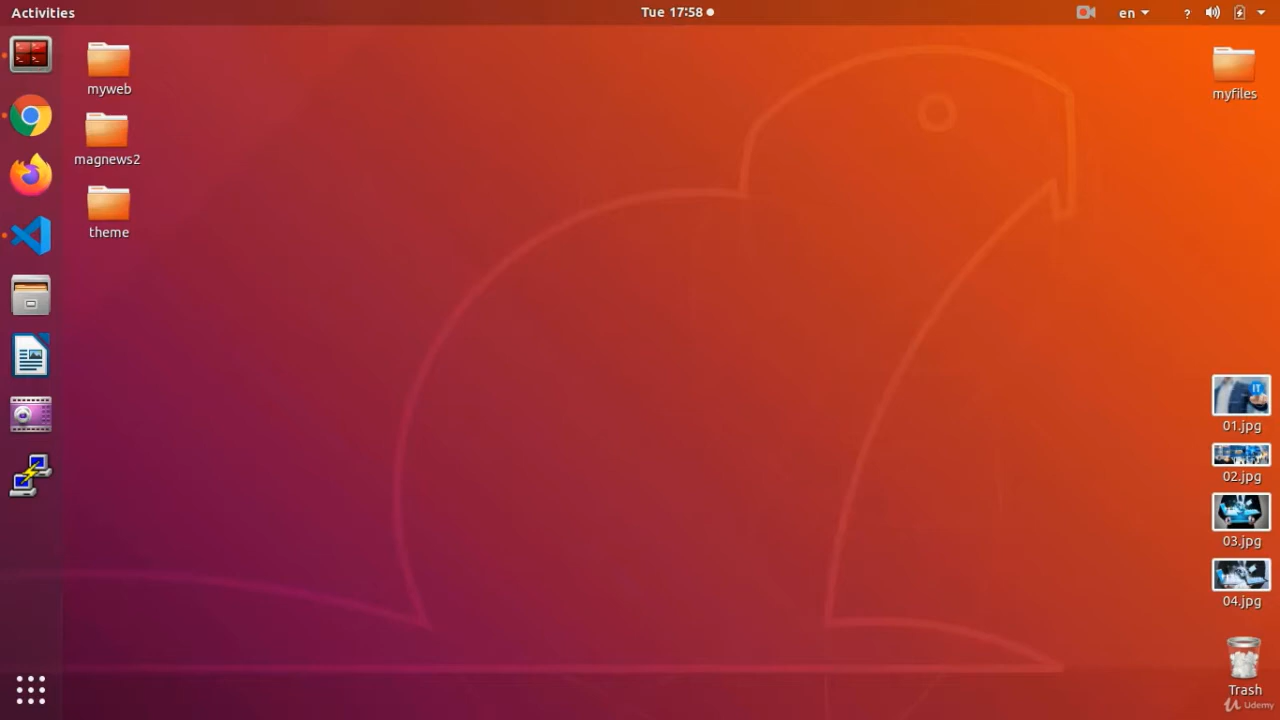 Activities
Tue 17:58
en
?
myweb
magnews2
theme
myfiles
IT
01.jpg
02.jpg
03.jpg
04.jpg
Trash
Udemy